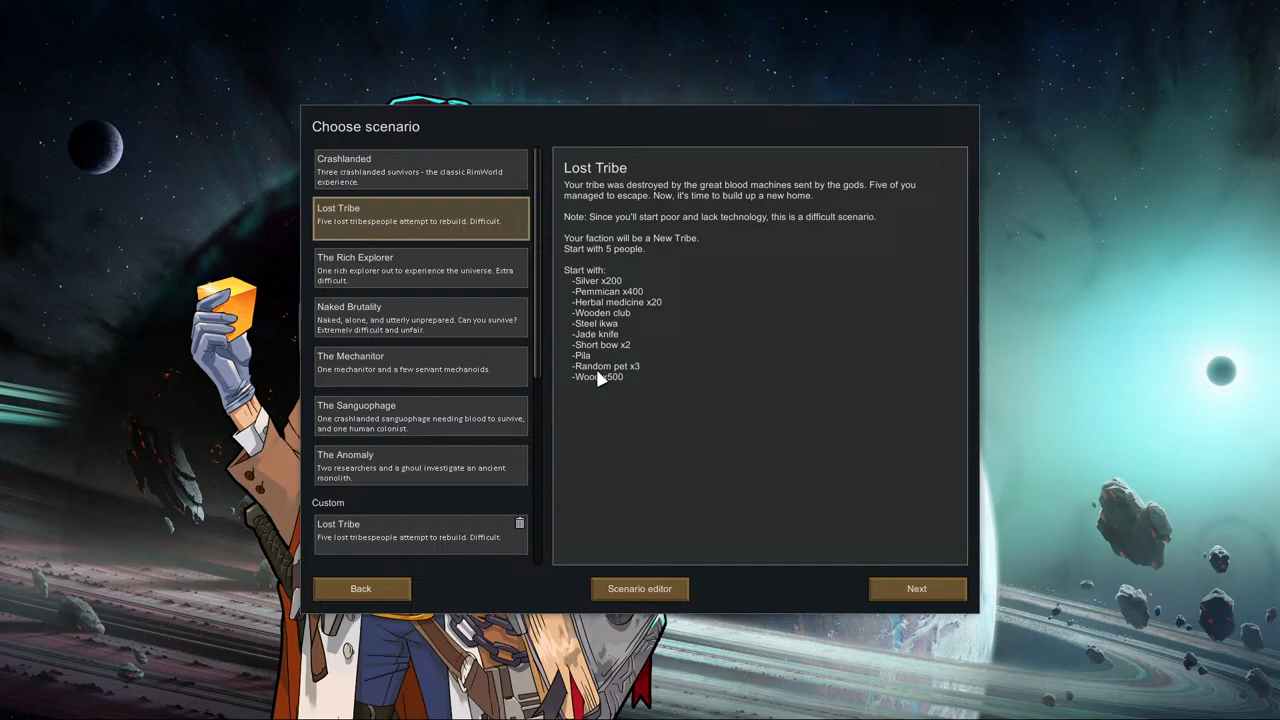 Choose scenario
Crashlanded
Three crashlanded survivors - the classic RimWorld
experience.
Lost Tribe
Five lost tribespeople attempt to rebuild. Difficult.
The Rich Explorer
One rich explorer out to experience the universe. Extra
difficult.
Naked Brutality
Naked, alone, and utterly unprepared. Can you survive?
Extremely difficult and unfair.
The Mechanitor
One mechanitor and a few servant mechanoids.
The Sanguophage
One crashlanded sanguophage needing blood to survive,
and one human colonist.
The Anomaly
Two researchers and a ghoul investigate an ancient
monolith.
Custom
Lost Tribe
Five lost tribespeople attempt to rebuild. Difficult.
Lost Tribe
Your tribe was destroyed by the great blood machines sent by the gods. Five of you
managed to escape. Now, it's time to build up a new home.
Note: Since you'll start poor and lack technology, this is a difficult scenario.
Your faction will be a New Tribe.
Start with 5 people.
Start with:
-Silver x200
-Pemmican x400
-Herbal medicine x20
-Wooden club
-Steel ikwa
-Jade knife
-Short bow x2
-Pila
-Random pet x3
-Wood x500
Back
Scenario editor
Next